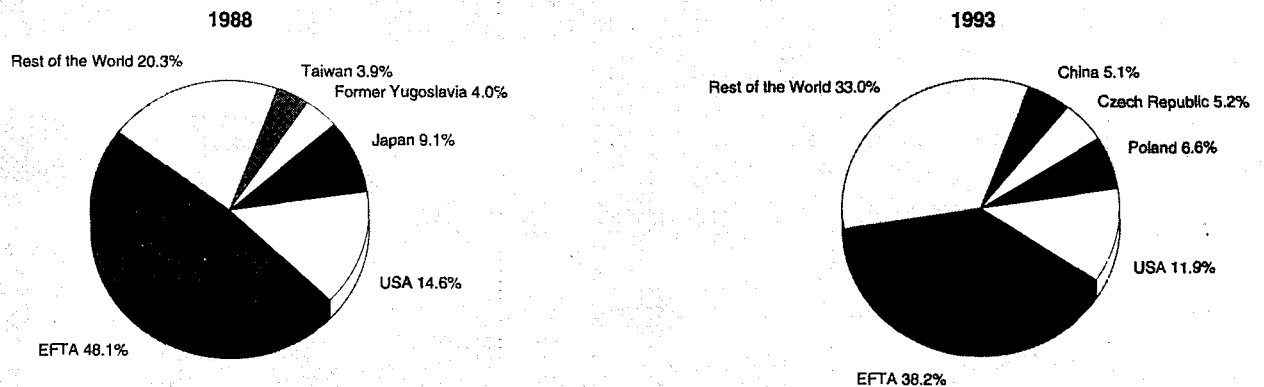 1988
Rest of the World 20.3%
Taiwan 3.9%
Former Yugoslavia 4.0%
Japan 9.1%
USA 14.6%
EFTA 48.1%
1993
Rest of the World 33.0%
China 5.1%
Czech Republic 5.2%
Poland 6.6%
USA 11.9%
EFTA 38.2%